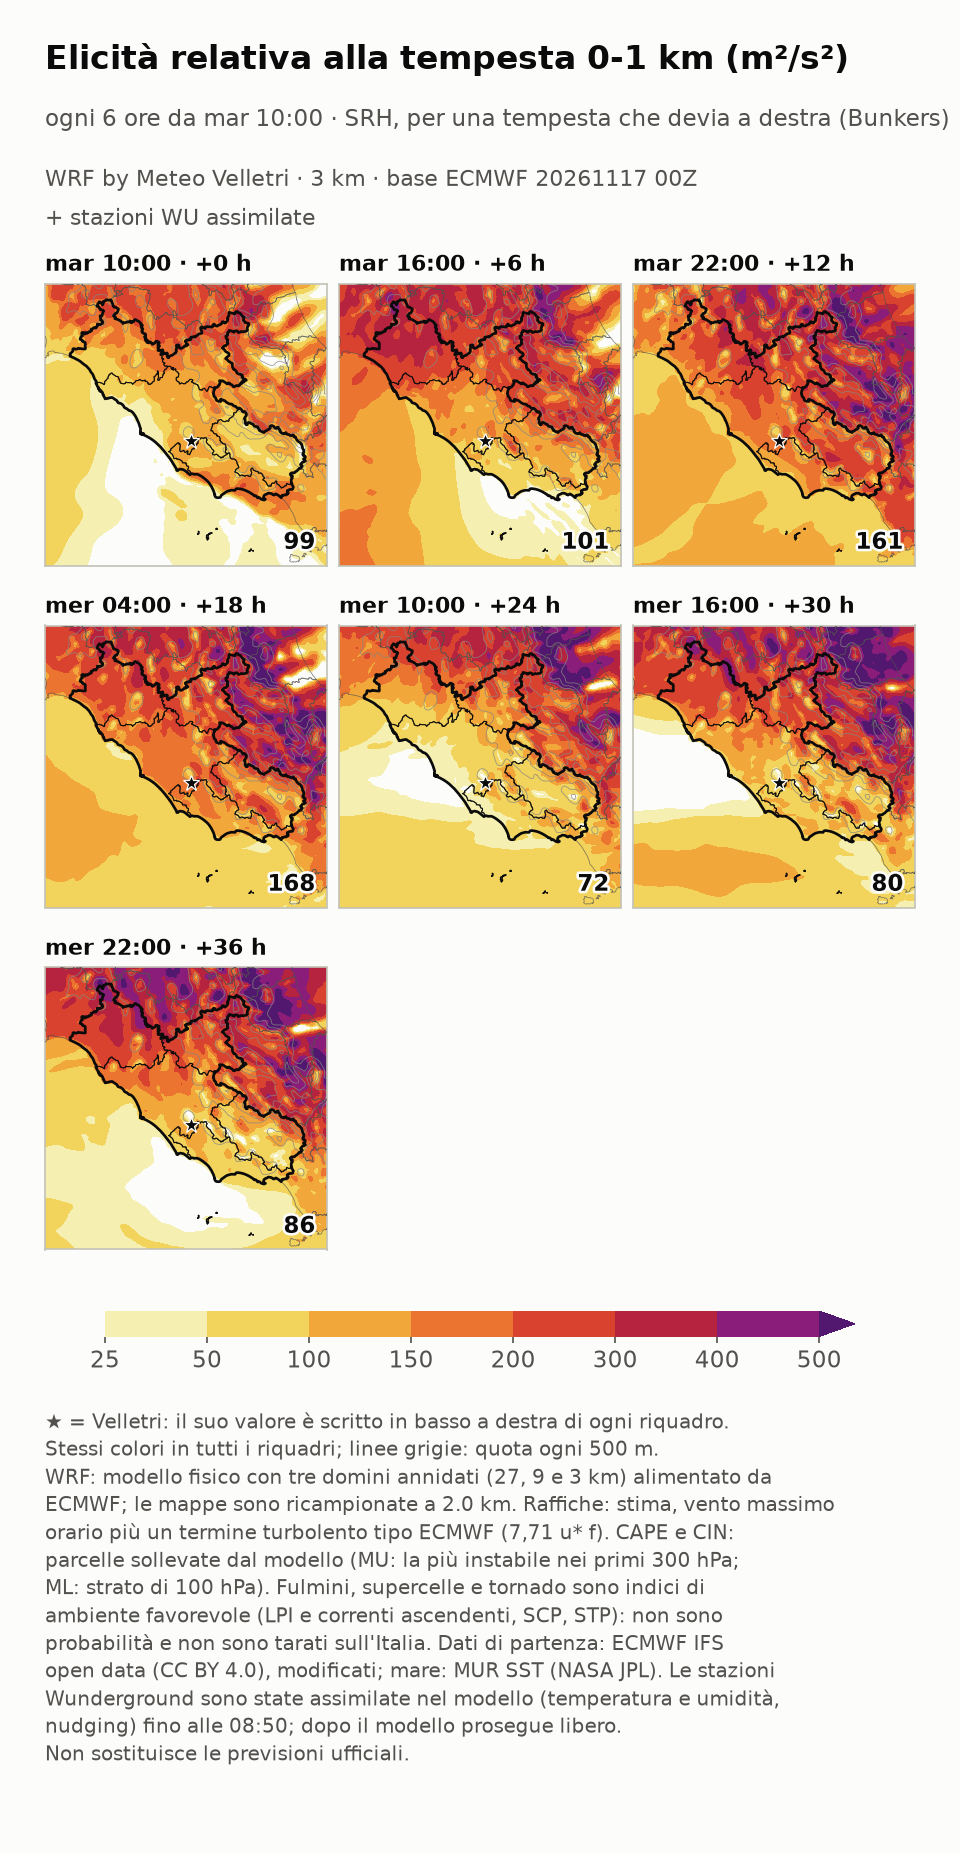 Elicità relativa alla tempesta 0-1 km (m²/s²)
ogni 6 ore da mar 10:00 · SRH, per una tempesta che devia a destra (Bunkers)
WRF by Meteo Velletri · 3 km · base ECMWF 20261117 00Z
+ stazioni WU assimilate
mar 10:00 · +0 h
mar 16:00 · +6 h
mar 22:00 · +12 h
99
101
161
mer 04:00 · +18 h
mer 10:00 · +24 h
mer 16:00 · +30 h
168
72
80
mer 22:00 · +36 h
86
25 50 100 150 200 300 400 500
★ = Velletri: il suo valore è scritto in basso a destra di ogni riquadro.
Stessi colori in tutti i riquadri; linee grigie: quota ogni 500 m.
WRF: modello fisico con tre domini annidati (27, 9 e 3 km) alimentato da
ECMWF; le mappe sono ricampionate a 2.0 km. Raffiche: stima, vento massimo
orario più un termine turbolento tipo ECMWF (7,71 u* f). CAPE e CIN:
parcelle sollevate dal modello (MU: la più instabile nei primi 300 hPa;
ML: strato di 100 hPa). Fulmini, supercelle e tornado sono indici di
ambiente favorevole (LPI e correnti ascendenti, SCP, STP): non sono
probabilità e non sono tarati sull'Italia. Dati di partenza: ECMWF IFS
open data (CC BY 4.0), modificati; mare: MUR SST (NASA JPL). Le stazioni
Wunderground sono state assimilate nel modello (temperatura e umidità,
nudging) fino alle 08:50; dopo il modello prosegue libero.
Non sostituisce le previsioni ufficiali.